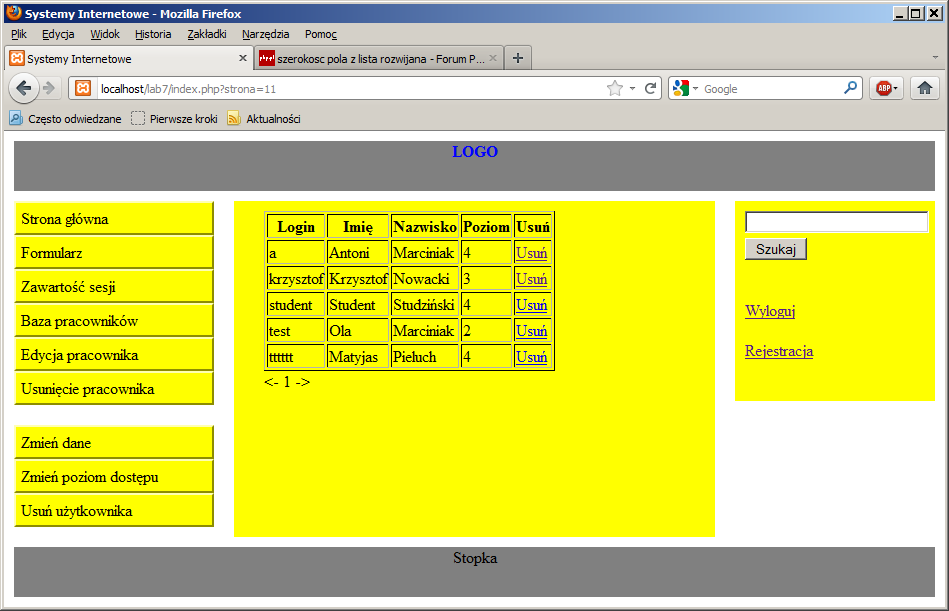 Systemy Internetowe - Mozilla Firefox
Plik Edycja Widok Historia Zakładki Narzędzia Pomoc
Systemy Internetowe szerokosc pola z lista rozwijana - Forum P...
localhost/lab7/index.php?strona=11 Google ABP
Często odwiedzane Pierwsze kroki Aktualności
LOGO
Strona główna
Formularz
Zawartość sesji
Baza pracowników
Edycja pracownika
Usunięcie pracownika
Zmień dane
Zmień poziom dostępu
Usuń użytkownika
Login Imię Nazwisko Poziom Usuń
a Antoni Marciniak 4 Usuń
krzysztof Krzysztof Nowacki 3 Usuń
student Student Studziński 4 Usuń
test Ola Marciniak 2 Usuń
tttttt Matyjas Pieluch 4 Usuń
<- 1 ->
Szukaj
Wyloguj
Rejestracja
Stopka